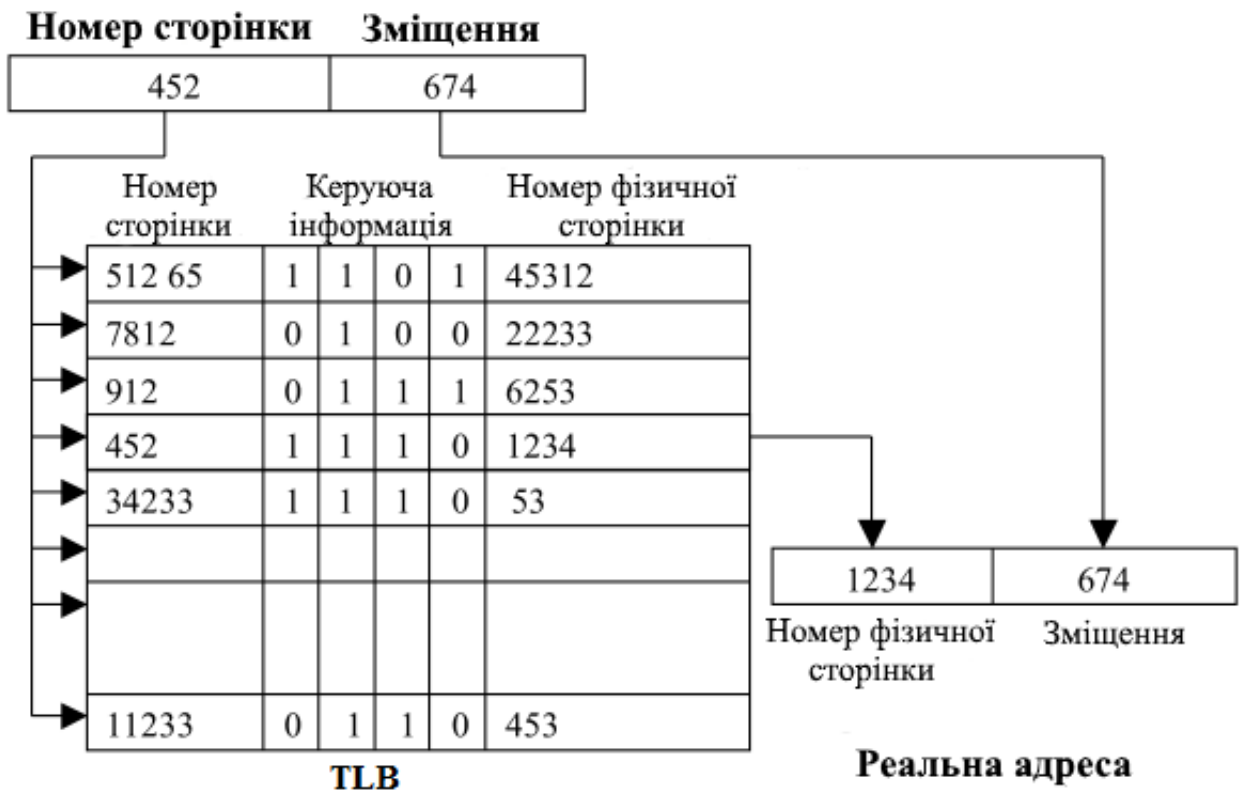 Номер сторінки Зміщення
452 674
Номер Керуюча Номер фізичної
сторінки інформація сторінки
512 65 1 1 0 1 45312
7812 0 1 0 0 22233
912 0 1 1 1 6253
452 1 1 1 0 1234
34233 1 1 1 0 53
1234 674
Номер фізичної Зміщення
сторінки
11233 0 1 1 0 453
TLB
Реальна адреса